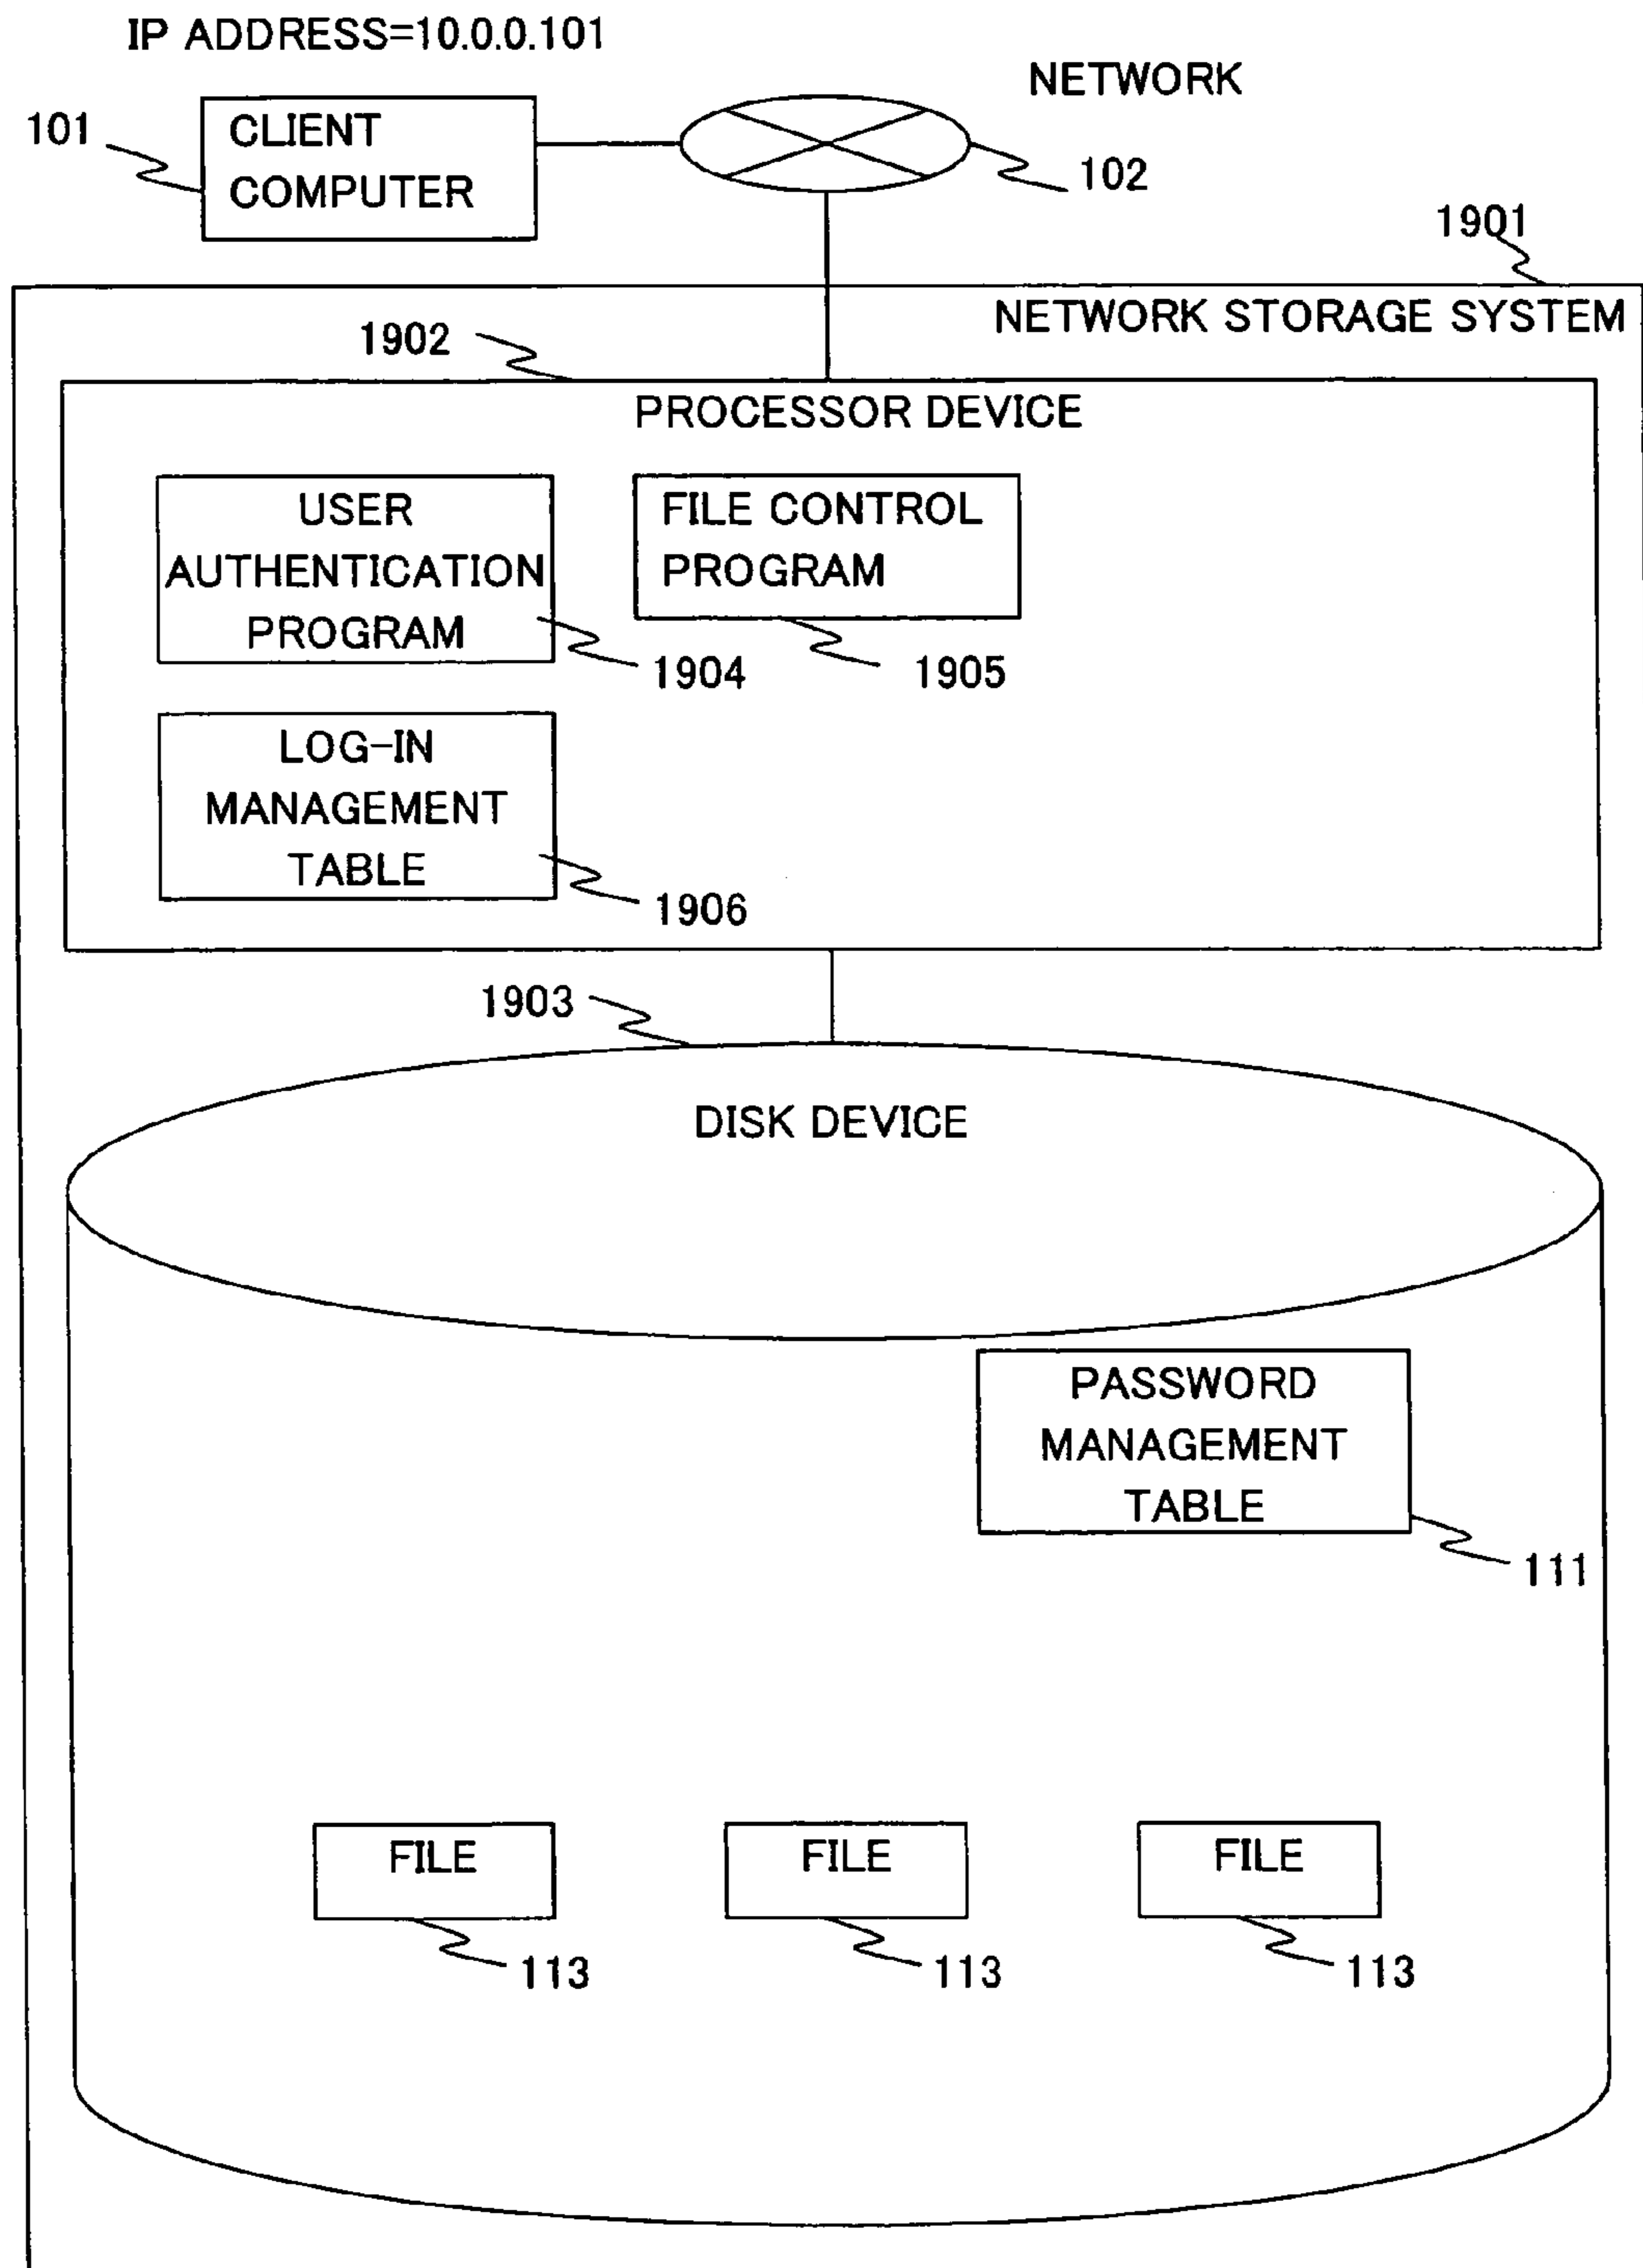 IP ADDRESS=10.0.0.101
NETWORK
101
CLIENT
COMPUTER
102
1901
NETWORK STORAGE SYSTEM
1902
PROCESSOR DEVICE
USER
AUTHENTICATION
PROGRAM
1904
FILE CONTROL
PROGRAM
1905
LOG-IN
MANAGEMENT
TABLE
1906
1903
DISK DEVICE
PASSWORD
MANAGEMENT
TABLE
111
FILE
113
FILE
113
FILE
113